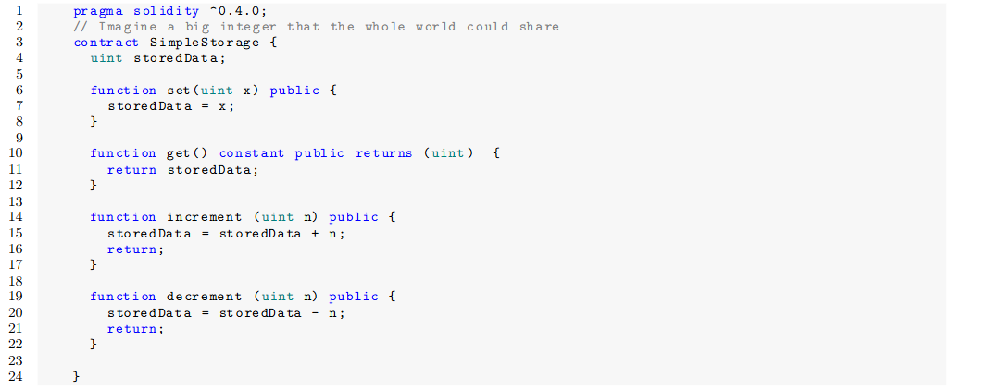 1 pragma solidity ^0.4.0;
2 // Imagine a big integer that the whole world could share
3 contract SimpleStorage {
4 uint storedData;
5
6 function set(uint x) public {
7 storedData = x;
8 }
9
10 function get() constant public returns (uint) {
11 return storedData;
12 }
13
14 function increment (uint n) public {
15 storedData = storedData + n;
16 return;
17 }
18
19 function decrement (uint n) public {
20 storedData = storedData - n;
21 return;
22 }
23
24 }